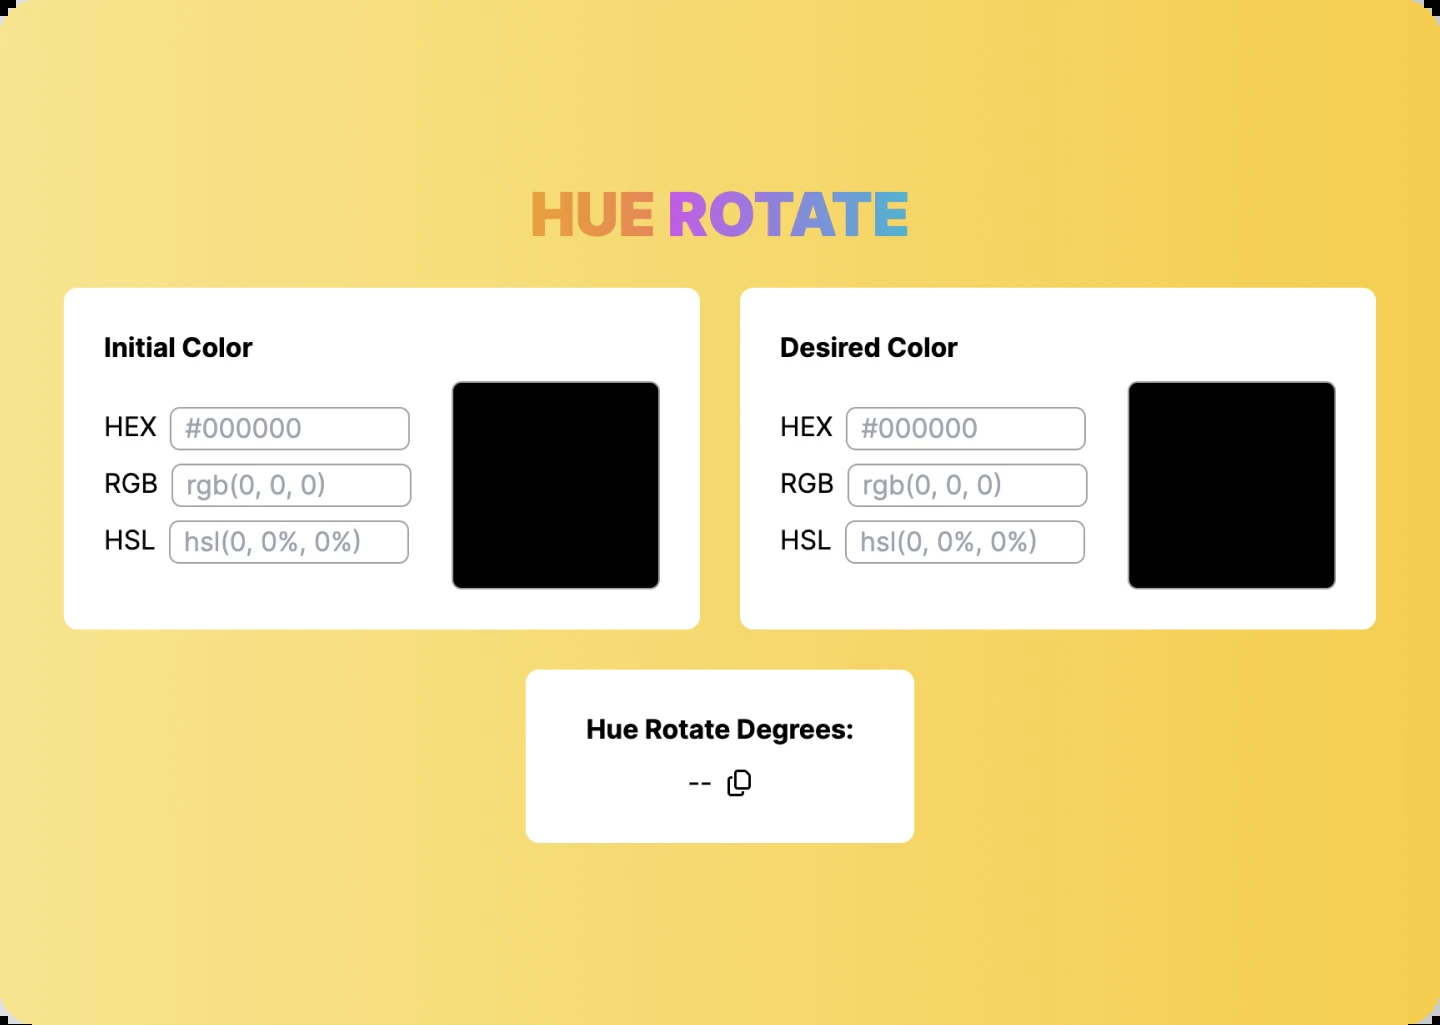 HUE ROTATE
Initial Color
HEX #000000
RGB rgb(0, 0, 0)
HSL hsl(0, 0%, 0%)
Desired Color
HEX #000000
RGB rgb(0, 0, 0)
HSL hsl(0, 0%, 0%)
Hue Rotate Degrees:
--